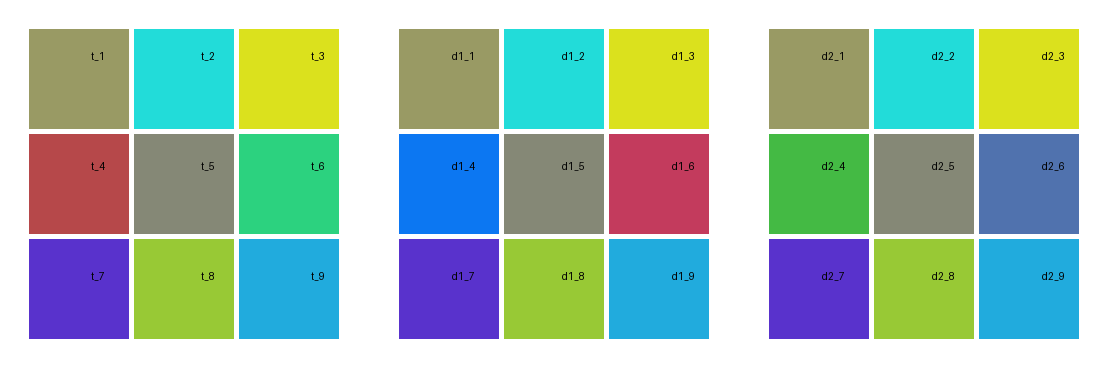 t_1 t_2 t_3 d1_1 d1_2 d1_3 d2_1 d2_2 d2_3
t_4 t_5 t_6 d1_4 d1_5 d1_6 d2_4 d2_5 d2_6
t_7 t_8 t_9 d1_7 d1_8 d1_9 d2_7 d2_8 d2_9